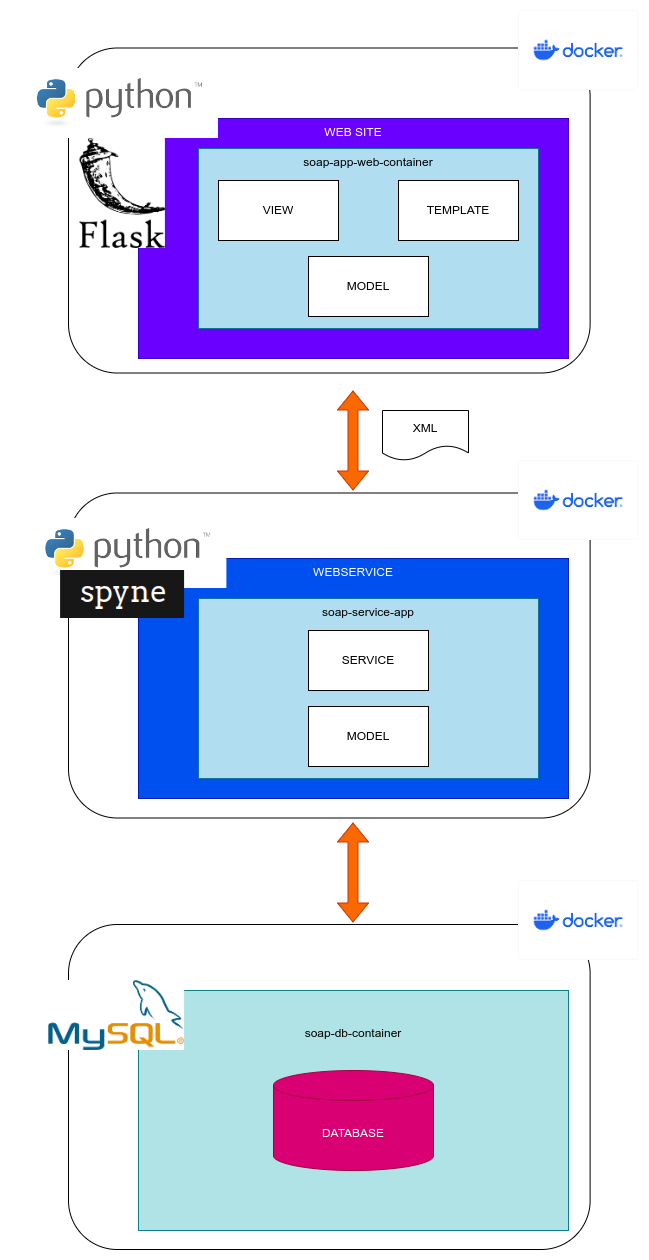 docker.
python™
WEB SITE
soap-app-web-container
VIEW
TEMPLATE
Flask
MODEL
XML
docker.
python™
WEBSERVICE
spyne
soap-service-app
SERVICE
MODEL
docker.
MySQL®
soap-db-container
DATABASE